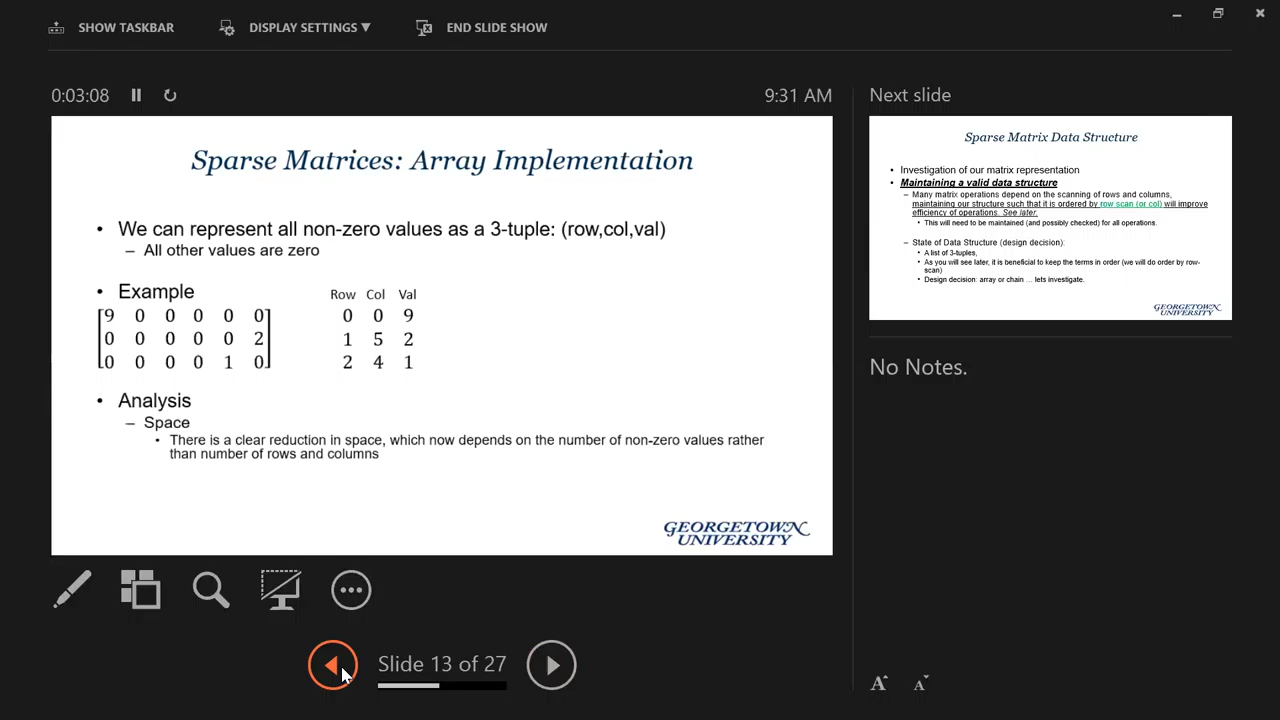 SHOW TASKBAR
DISPLAY SETTINGS ▼
END SLIDE SHOW
0:03:08
9:31 AM
Sparse Matrices: Array Implementation
• We can represent all non-zero values as a 3-tuple: (row,col,val)
– All other values are zero
• Example
Row Col Val
9 0 0 0 0 0
0 0 0 0 0 2
0 0 0 0 1 0
0 0 9
1 5 2
2 4 1
• Analysis
– Space
• There is a clear reduction in space, which now depends on the number of non-zero values rather
than number of rows and columns
GEORGETOWN
UNIVERSITY
Slide 13 of 27
Next slide
Sparse Matrix Data Structure
• Investigation of our matrix representation
• Maintaining a valid data structure
– Many matrix operations depend on the scanning of rows and columns,
maintaining our structure such that it is ordered by row scan (or col) will improve
efficiency of operations. See later.
• This will need to be maintained (and possibly checked) for all operations.
– State of Data Structure (design decision):
• A list of 3-tuples,
• As you will see later, it is beneficial to keep the terms in order (we will do order by row-
scan)
• Design decision: array or chain ... lets investigate.
GEORGETOWN
UNIVERSITY
No Notes.
A A